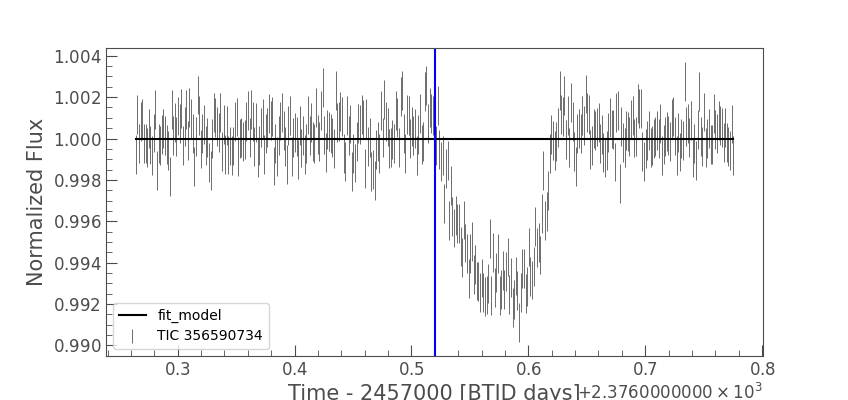 1.004
1.002
1.000
0.998
0.996
0.994
0.992
0.990
Normalized Flux
fit_model
TIC 356590734
0.3 0.4 0.5 0.6 0.7 0.8
Time - 2457000 [BTJD days]
+2.3760000000 × 10³